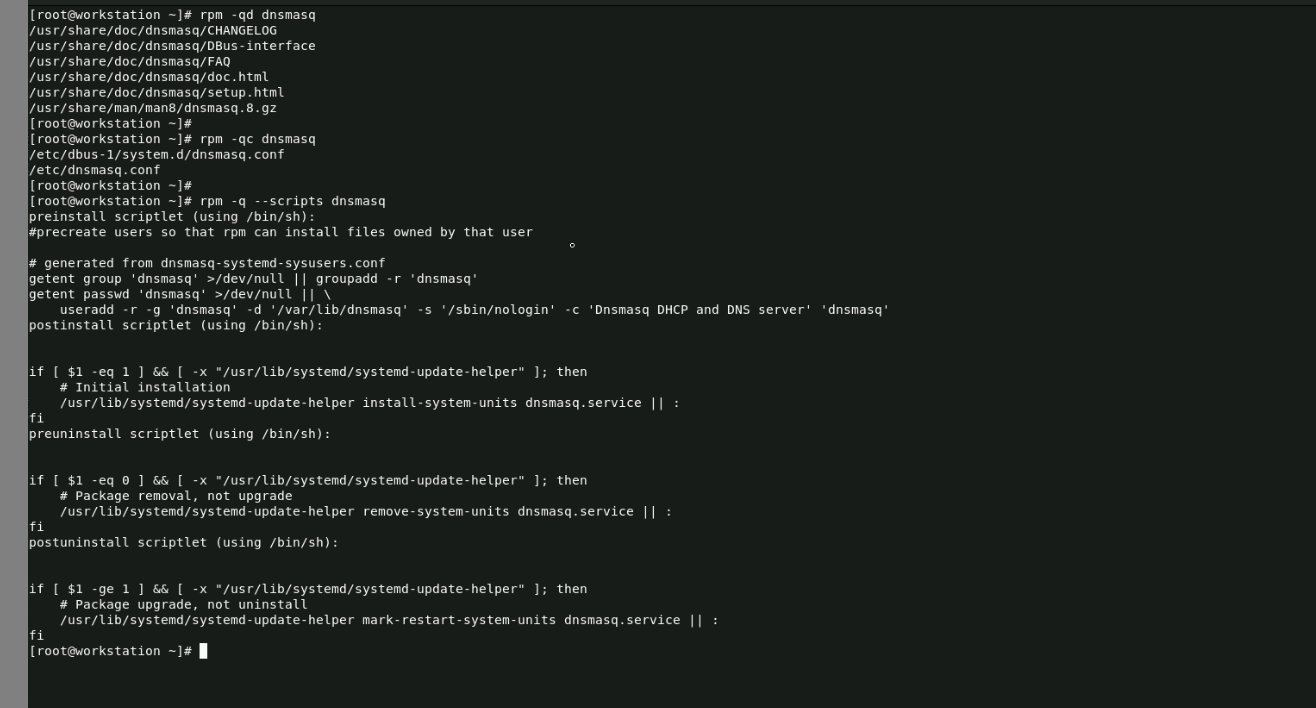 [root@workstation ~]# rpm -qd dnsmasq
/usr/share/doc/dnsmasq/CHANGELOG
/usr/share/doc/dnsmasq/DBus-interface
/usr/share/doc/dnsmasq/FAQ
/usr/share/doc/dnsmasq/doc.html
/usr/share/doc/dnsmasq/setup.html
/usr/share/man/man8/dnsmasq.8.gz
[root@workstation ~]#
[root@workstation ~]# rpm -qc dnsmasq
/etc/dbus-1/system.d/dnsmasq.conf
/etc/dnsmasq.conf
[root@workstation ~]#
[root@workstation ~]# rpm -q --scripts dnsmasq
preinstall scriptlet (using /bin/sh):
#precreate users so that rpm can install files owned by that user

# generated from dnsmasq-systemd-sysusers.conf
getent group 'dnsmasq' >/dev/null || groupadd -r 'dnsmasq'
getent passwd 'dnsmasq' >/dev/null || \
    useradd -r -g 'dnsmasq' -d '/var/lib/dnsmasq' -s '/sbin/nologin' -c 'Dnsmasq DHCP and DNS server' 'dnsmasq'
postinstall scriptlet (using /bin/sh):


if [ $1 -eq 1 ] && [ -x "/usr/lib/systemd/systemd-update-helper" ]; then
    # Initial installation
    /usr/lib/systemd/systemd-update-helper install-system-units dnsmasq.service || :
fi
preuninstall scriptlet (using /bin/sh):


if [ $1 -eq 0 ] && [ -x "/usr/lib/systemd/systemd-update-helper" ]; then
    # Package removal, not upgrade
    /usr/lib/systemd/systemd-update-helper remove-system-units dnsmasq.service || :
fi
postuninstall scriptlet (using /bin/sh):


if [ $1 -ge 1 ] && [ -x "/usr/lib/systemd/systemd-update-helper" ]; then
    # Package upgrade, not uninstall
    /usr/lib/systemd/systemd-update-helper mark-restart-system-units dnsmasq.service || :
fi
[root@workstation ~]#